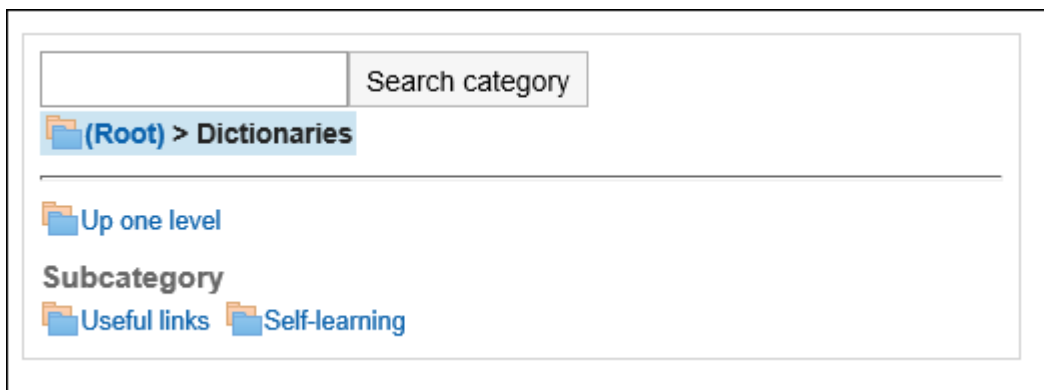 Search category
(Root) > Dictionaries
Up one level
Subcategory
Useful links Self-learning